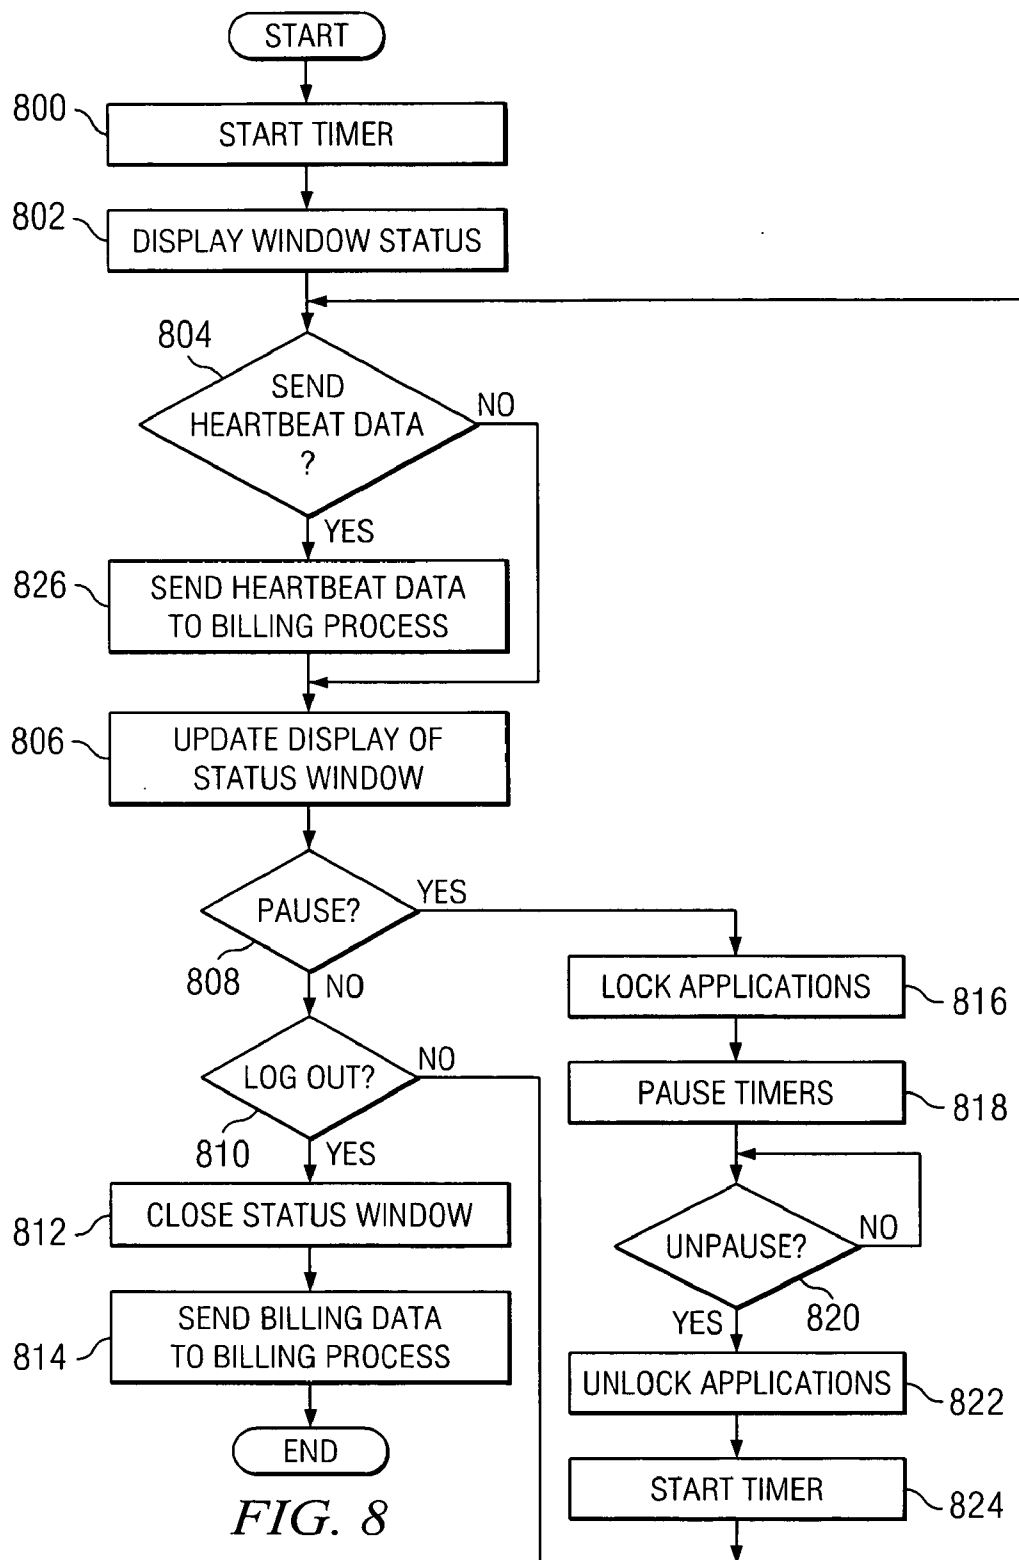 START
800
START TIMER
802
DISPLAY WINDOW STATUS
804
SEND
HEARTBEAT DATA
?
NO
YES
826
SEND HEARTBEAT DATA
TO BILLING PROCESS
806
UPDATE DISPLAY OF
STATUS WINDOW
PAUSE?
YES
808
NO
LOG OUT?
NO
810
YES
812
CLOSE STATUS WINDOW
814
SEND BILLING DATA
TO BILLING PROCESS
END
LOCK APPLICATIONS
816
PAUSE TIMERS
818
UNPAUSE?
NO
820
YES
UNLOCK APPLICATIONS
822
START TIMER
824
FIG. 8